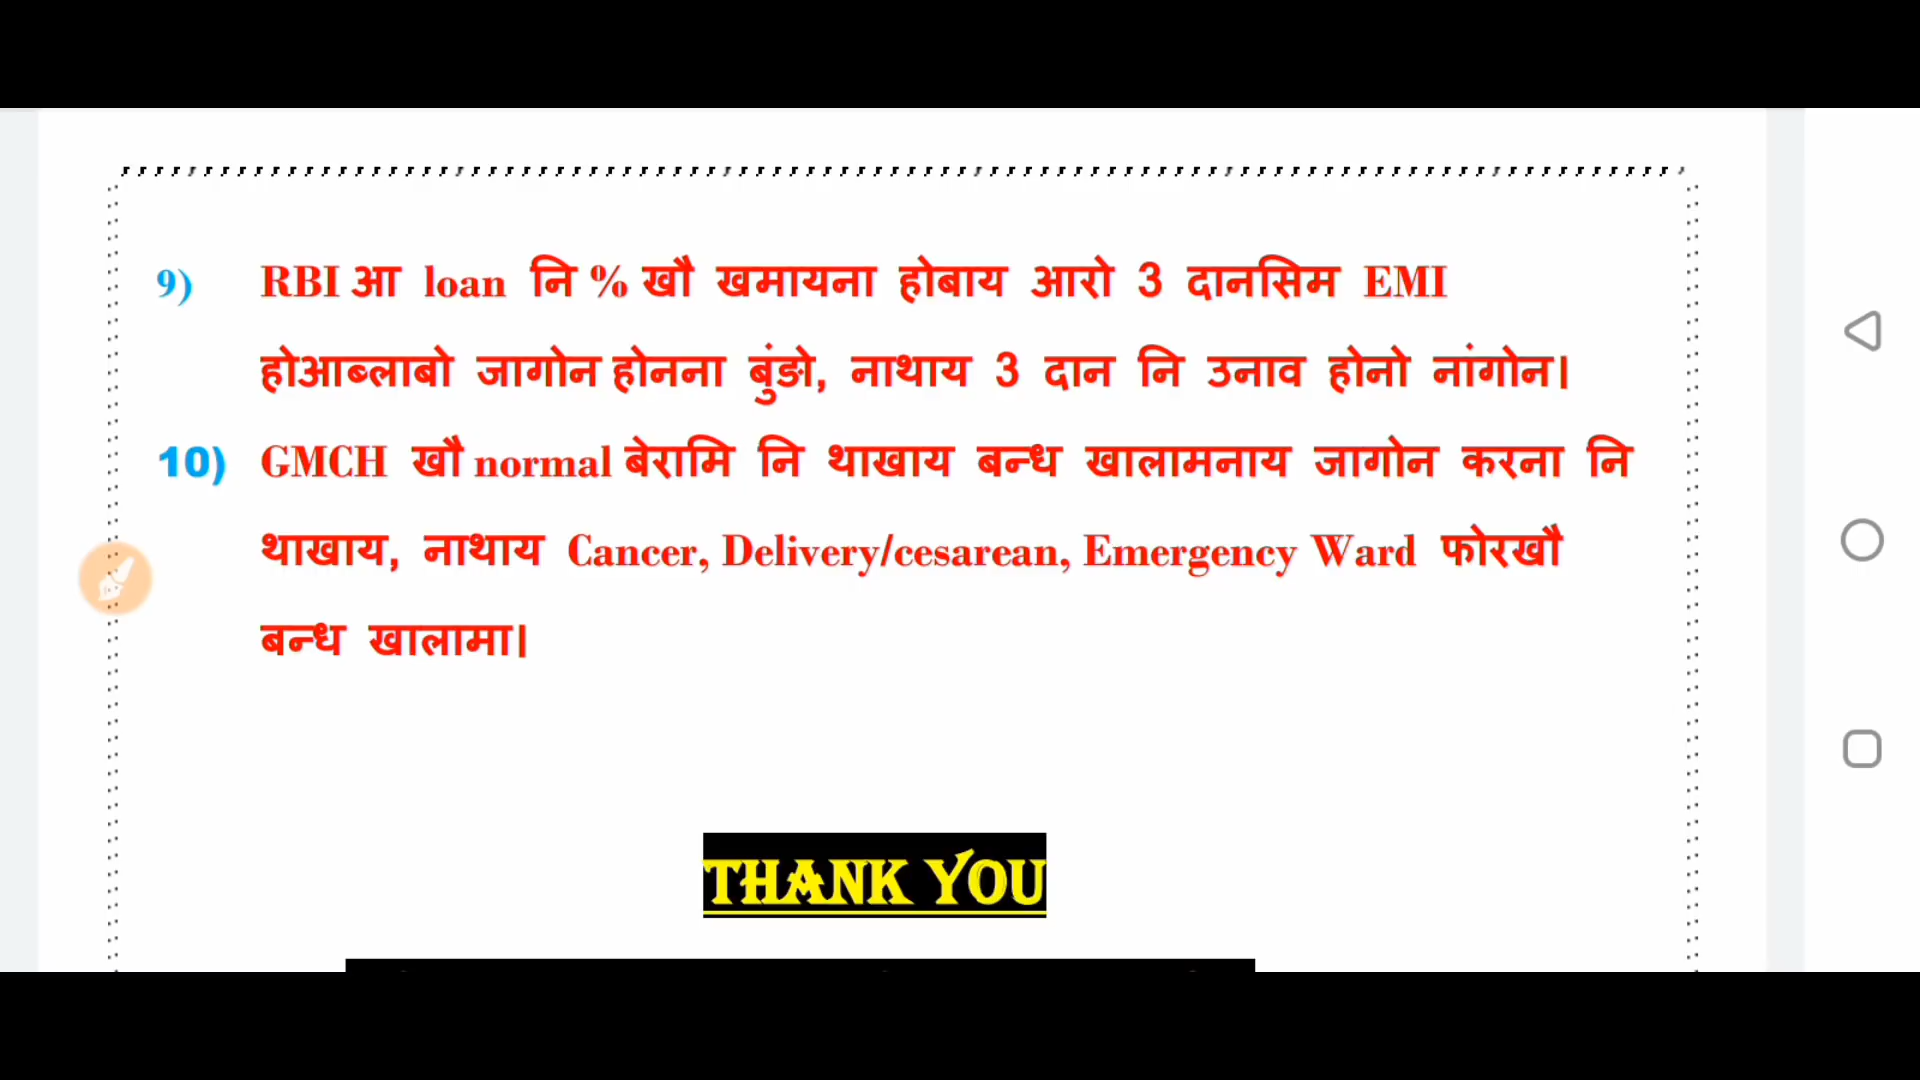 9) RBI आ loan नि % खौ खमायना होबाय आरो 3 दानसिम EMI
होआब्लाबो जागोन होनना बुंङो, नाथाय 3 दान नि उनाव होनो नांगोन।
10) GMCH खौ normal बेरामि नि थाखाय बन्ध खालामनाय जागोन करना नि
थाखाय, नाथाय Cancer, Delivery/cesarean, Emergency Ward फोरखौ
बन्ध खालामा।
THANK YOU